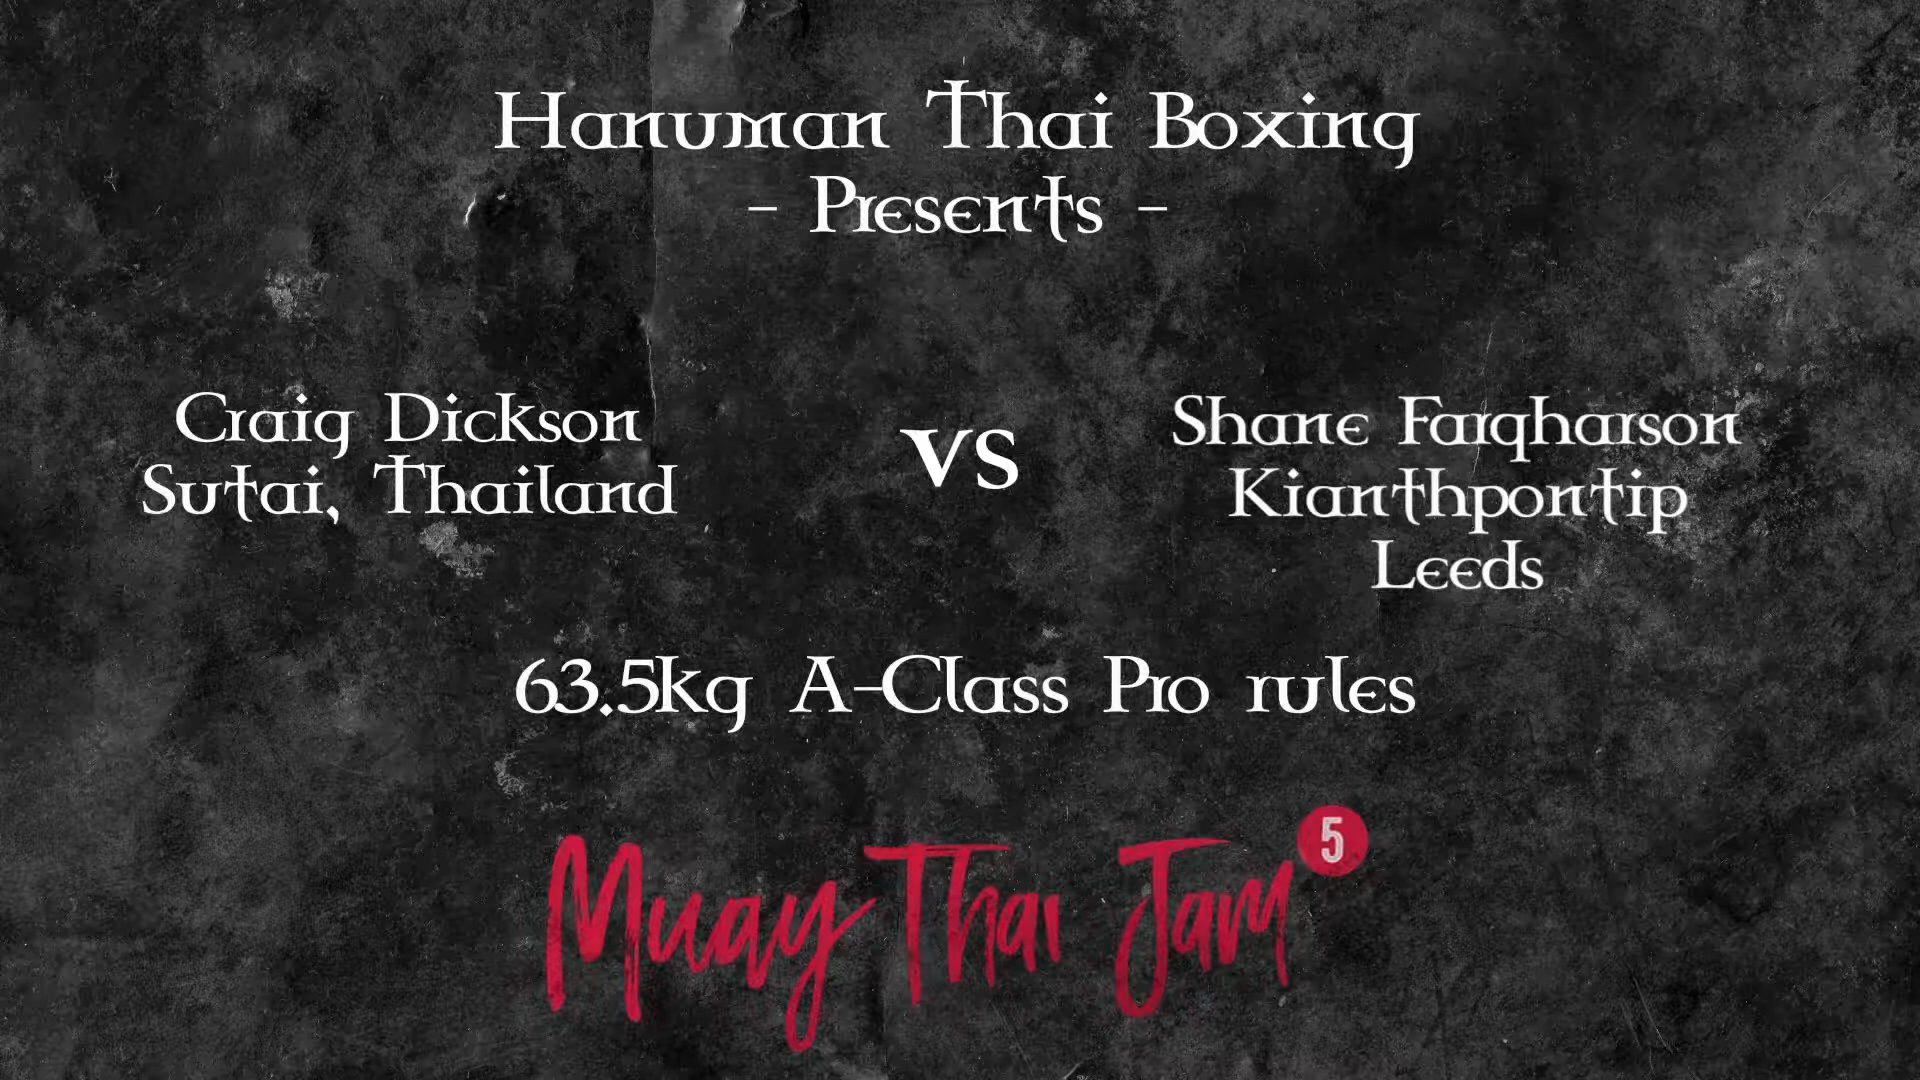 Hanuman Thai Boxing
- Presents -
Craig Dickson
Sutai, Thailand
vs
Shane Farqharson
Kianthpontip
Leeds
63.5kg A-Class Pro rules
Muay Thai Jam 5